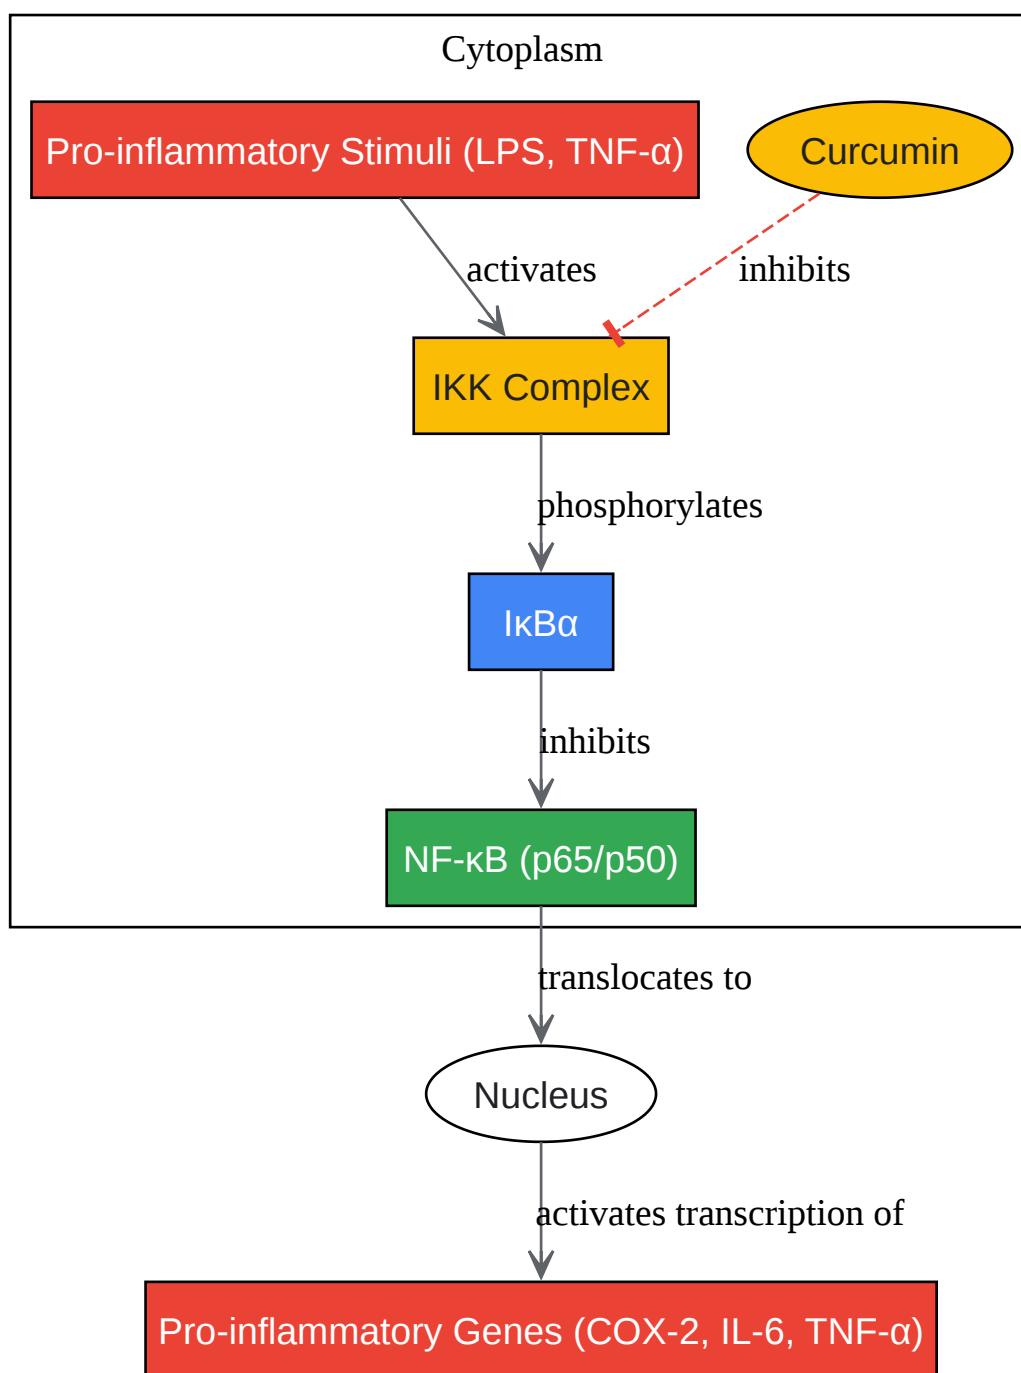 Cytoplasm
Pro-inflammatory Stimuli (LPS, TNF-α)
Curcumin
activates
inhibits
IKK Complex
phosphorylates
IκBα
inhibits
NF-κB (p65/p50)
translocates to
Nucleus
activates transcription of
Pro-inflammatory Genes (COX-2, IL-6, TNF-α)